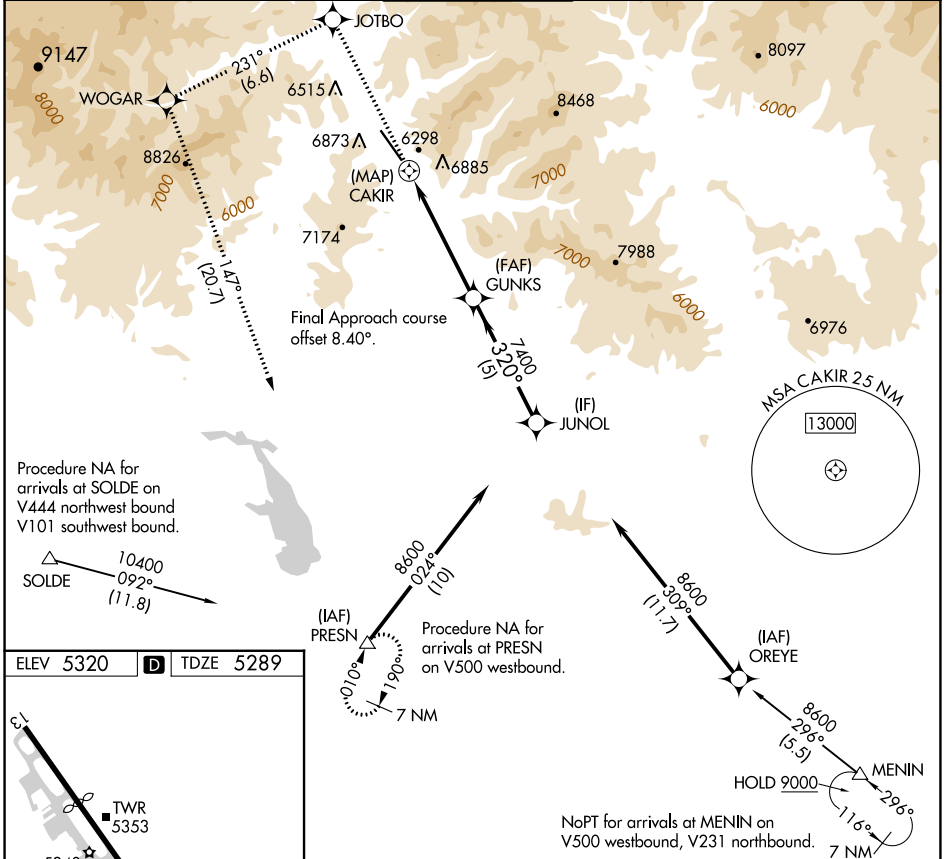 JOTBO
9147
8097
231°
(6.6)
8000
WOGAR
6515
8468
6000
6873
6298
6885
8826
(MAP)
CAKIR
7000
7000
6000
7174
7000
7988
(FAF)
GUNKS
147°
(20.7)
6000
Final Approach course
offset 8.40°.
6976
7400
320°
(5)
MSA CAKIR 25 NM
13000
(IF)
JUNOL
Procedure NA for
arrivals at SOLDE on
V444 northwest bound
V101 southwest bound.
10400
092°
(11.8)
SOLDE
8600
024°
(10)
8600
309°
(11.7)
(IAF)
PRESN
Procedure NA for
arrivals at PRESN
on V500 westbound.
(IAF)
OREYE
ELEV 5320
D
TDZE 5289
010°
190°
7 NM
8600
296°
(5.5)
MENIN
HOLD 9000
296°
116°
7 NM
NoPT for arrivals at MENIN on
V500 westbound, V231 northbound.
13
TWR
5353